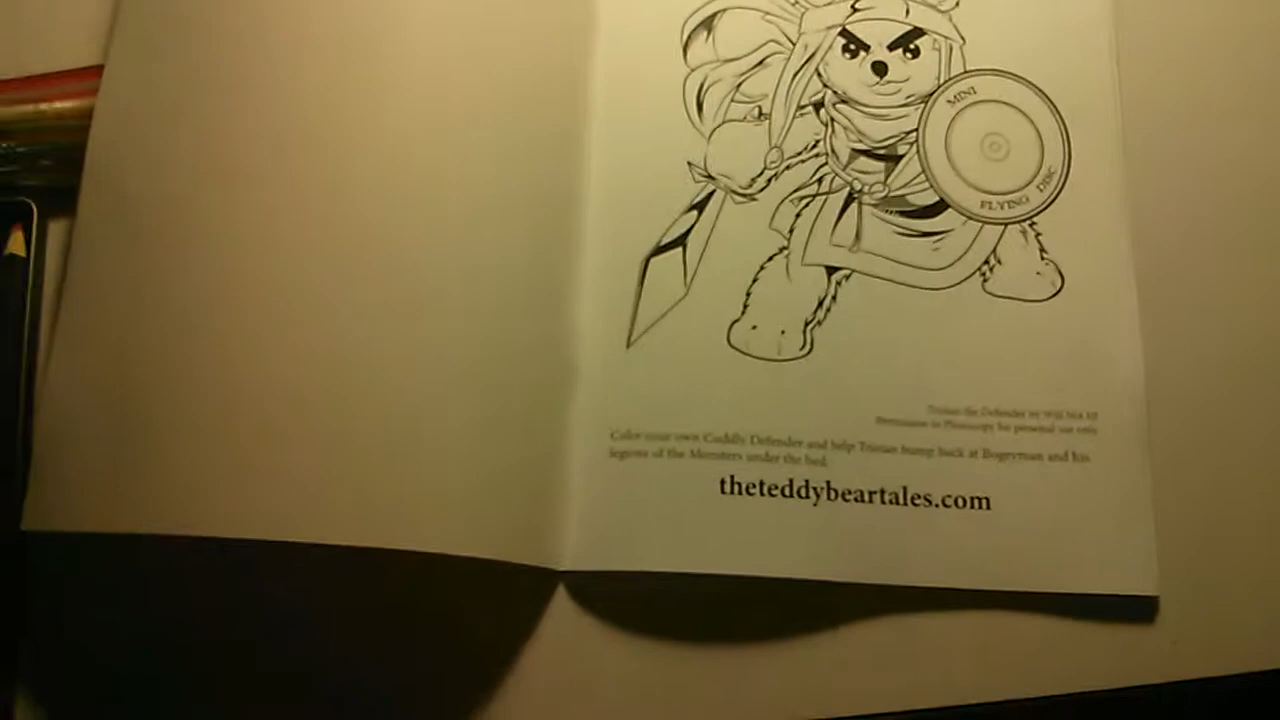 MINI
FLYING DISC
Tristan the Defender by
Permission to Photocopy for personal use only
Color your own Cuddly Defender and help Tristan bump back at Bogeyman and his
legions of the Monsters under the bed.
theteddybeartales.com